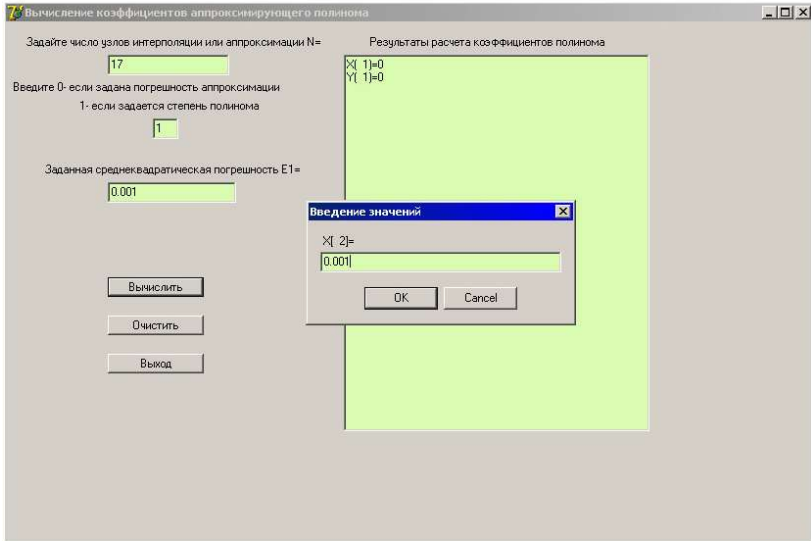 Вычисление коэффициентов аппроксимирующего полинома
Задайте число узлов интерполяции или аппроксимации N=
17
Введите 0- если задана погрешность аппроксимации
1- если задается степень полинома
1
Заданная среднеквадратическая погрешность E1=
0.001
Вычислить
Очистить
Выход
Результаты расчета коэффициентов полинома
X( 1)=0
Y( 1)=0
Введение значений
X[ 2]=
0.001
OK
Cancel